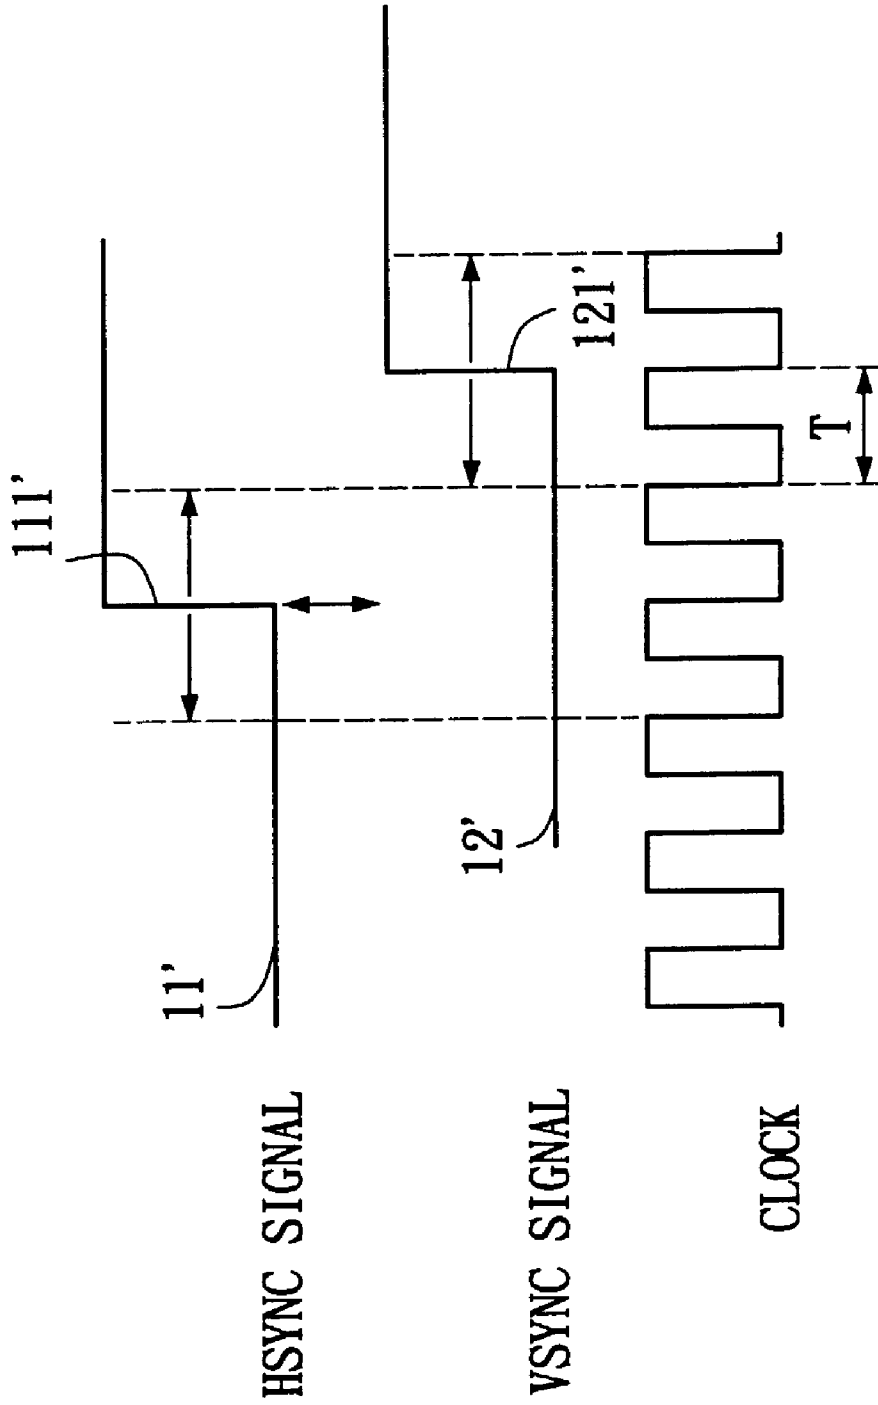 HSYNC SIGNAL
11'
111'
VSYNC SIGNAL
12'
121'
CLOCK
T